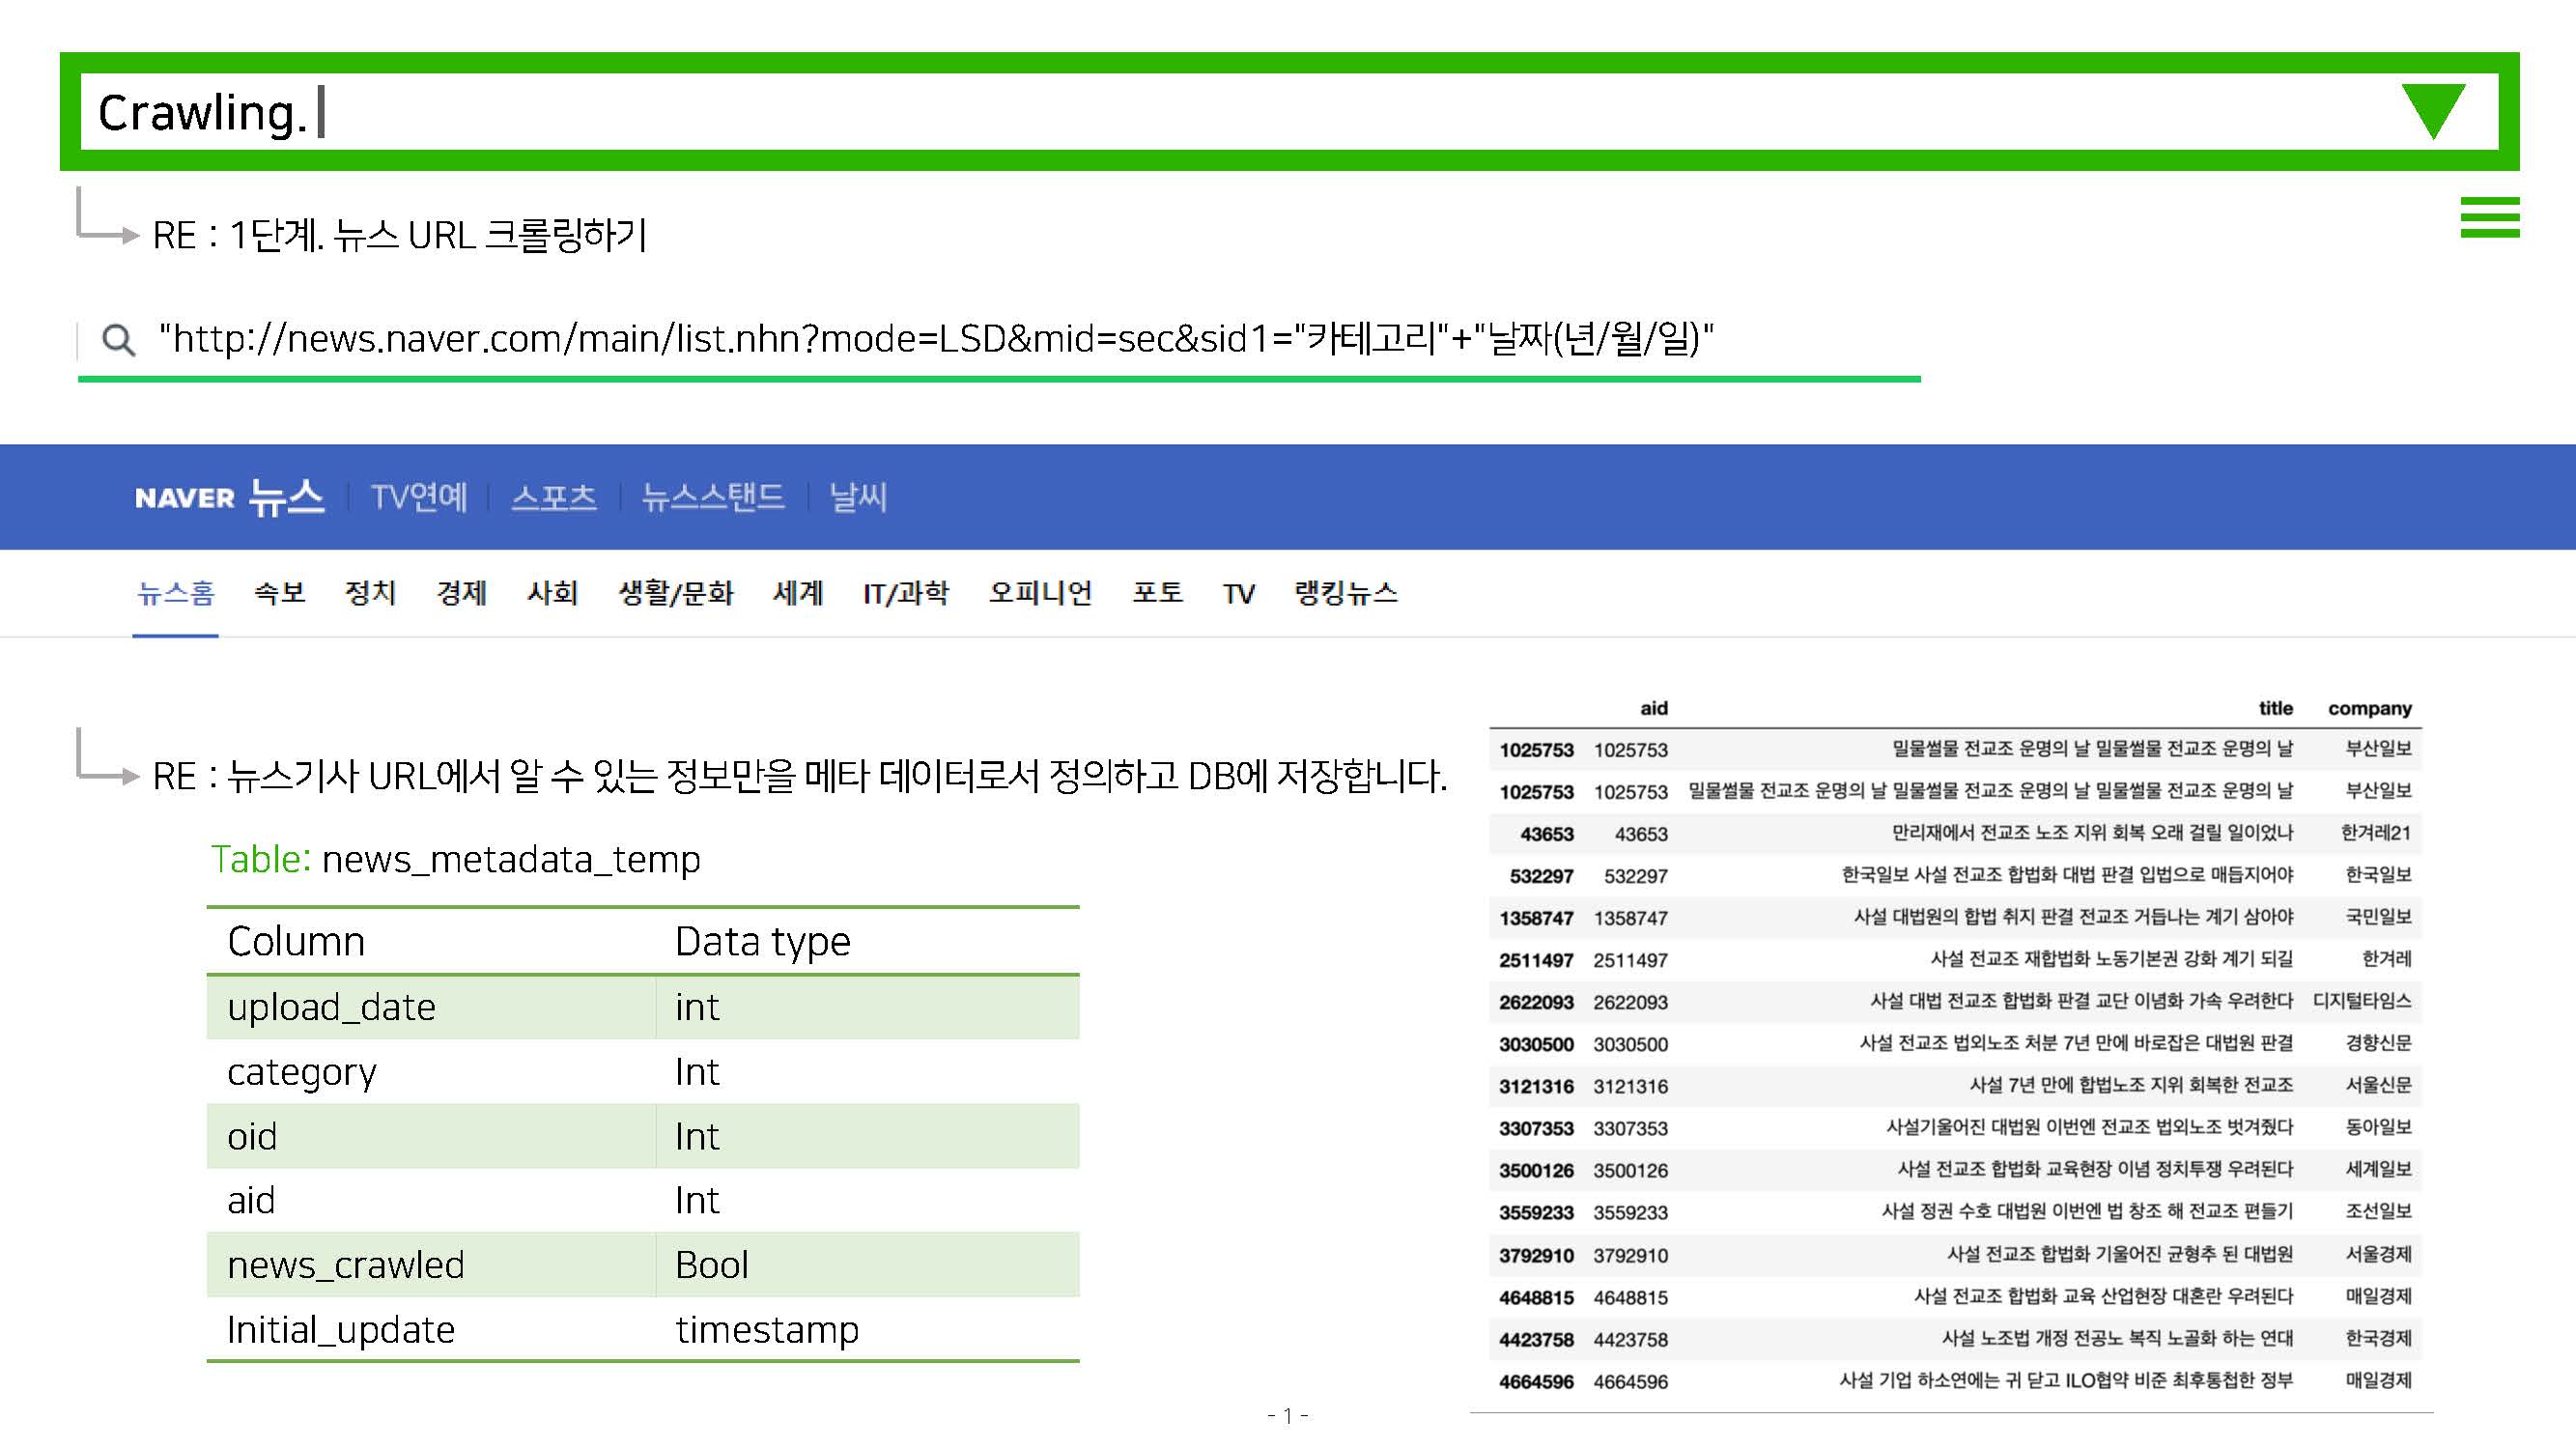 Crawling.
RE : 1단계. 뉴스 URL 크롤링하기
"http://news.naver.com/main/list.nhn?mode=LSD&mid=sec&sid1="카테고리"+"날짜(년/월/일)"
NAVER 뉴스 TV연예 스포츠 뉴스스탠드 날씨
뉴스홈 속보 정치 경제 사회 생활/문화 세계 IT/과학 오피니언 포토 TV 랭킹뉴스
RE : 뉴스기사 URL에서 알 수 있는 정보만을 메타 데이터로서 정의하고 DB에 저장합니다.
Table: news_metadata_temp
Column Data type
upload_date int
category Int
oid Int
aid Int
news_crawled Bool
Initial_update timestamp
aid title company
1025753 1025753 밀물썰물 전교조 운명의 날 밀물썰물 전교조 운명의 날 부산일보
1025753 1025753 밀물썰물 전교조 운명의 날 밀물썰물 전교조 운명의 날 밀물썰물 전교조 운명의 날 부산일보
43653 43653 만리재에서 전교조 노조 지위 회복 오래 걸릴 일이었나 한겨레21
532297 532297 한국일보 사설 전교조 합법화 대법 판결 입법으로 매듭지어야 한국일보
1358747 1358747 사설 대법원의 합법 취지 판결 전교조 거듭나는 계기 삼아야 국민일보
2511497 2511497 사설 전교조 재합법화 노동기본권 강화 계기 되길 한겨레
2622093 2622093 사설 대법 전교조 합법화 판결 교단 이념화 가속 우려한다 디지털타임스
3030500 3030500 사설 전교조 법외노조 처분 7년 만에 바로잡은 대법원 판결 경향신문
3121316 3121316 사설 7년 만에 합법노조 지위 회복한 전교조 서울신문
3307353 3307353 사설기울어진 대법원 이번엔 전교조 법외노조 벗겨줬다 동아일보
3500126 3500126 사설 전교조 합법화 교육현장 이념 정치투쟁 우려된다 세계일보
3559233 3559233 사설 정권 수호 대법원 이번엔 법 창조 해 전교조 편들기 조선일보
3792910 3792910 사설 전교조 합법화 기울어진 균형추 된 대법원 서울경제
4648815 4648815 사설 전교조 합법화 교육 산업현장 대혼란 우려된다 매일경제
4423758 4423758 사설 노조법 개정 전공노 복직 노골화 하는 연대 한국경제
4664596 4664596 사설 기업 하소연에는 귀 닫고 ILO협약 비준 최후통첩한 정부 매일경제
- 1 -